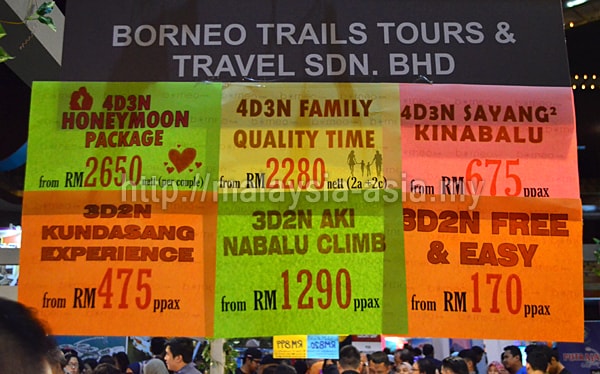 BORNEO TRAILS TOURS &
TRAVEL SDN. BHD
4D3N
HONEYMOON
PACKAGE
from RM2650 nett (per couple)
4D3N FAMILY
QUALITY TIME
from RM2280 nett (2a +2c)
4D3N SAYANG²
KINABALU
from RM675 ppax
3D2N
KUNDASANG
EXPERIENCE
from RM475 ppax
3D2N AKI
NABALU CLIMB
from RM1290 ppax
3D2N FREE
& EASY
from RM170 ppax
http://malaysia-asia.my